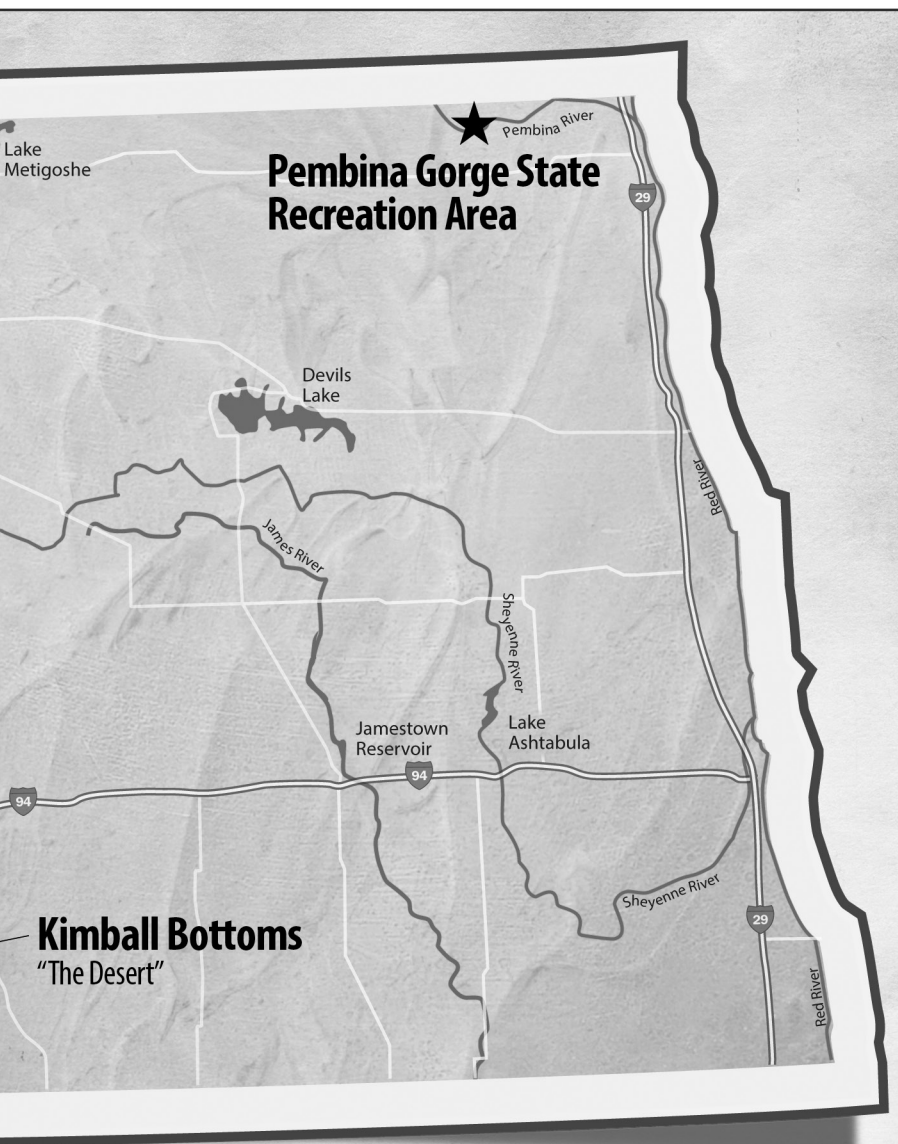 Pembina River
Lake
Metigoshe
Pembina Gorge State
Recreation Area
29
Devils
Lake
Red River
James River
Sheyenne River
Jamestown
Reservoir
Lake
Ashtabula
94
94
Sheyenne River
Kimball Bottoms
“The Desert”
29
Red River